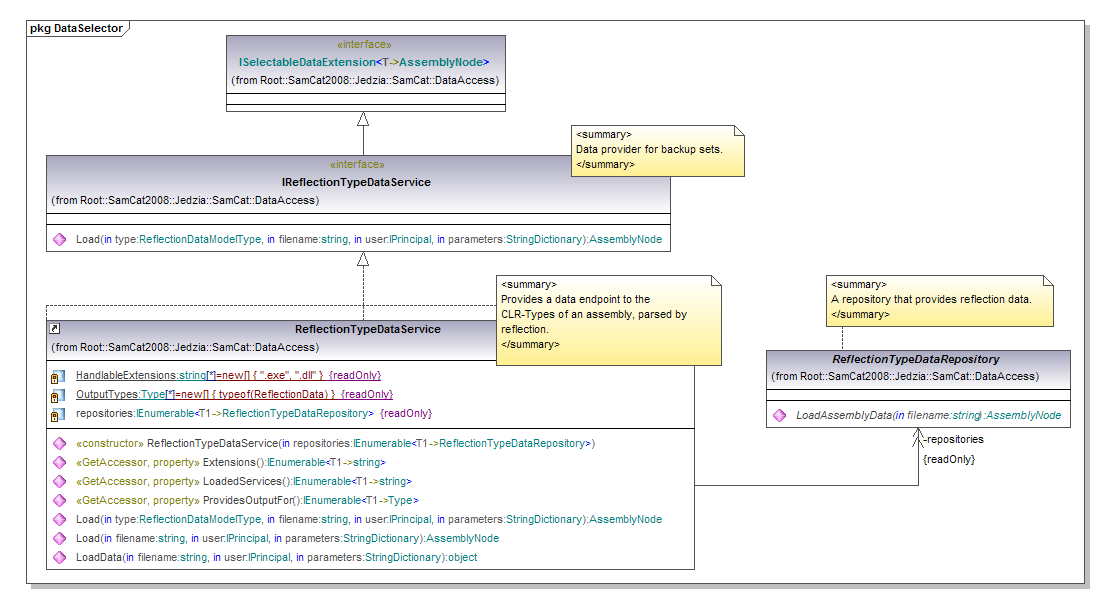 pkg DataSelector
«interface»
ISelectableDataExtension<T->AssemblyNode>
(from Root::SamCat2008::Jedzia::SamCat::DataAccess)
<summary>
Data provider for backup sets.
</summary>
«interface»
IReflectionTypeDataService
(from Root::SamCat2008::Jedzia::SamCat::DataAccess)
Load(in type:ReflectionDataModelType, in filename:string, in user:IPrincipal, in parameters:StringDictionary):AssemblyNode
<summary>
Provides a data endpoint to the
CLR-Types of an assembly, parsed by
reflection.
</summary>
<summary>
A repository that provides reflection data.
</summary>
ReflectionTypeDataService
(from Root::SamCat2008::Jedzia::SamCat::DataAccess)
HandlableExtensions:string[*]=new[] { ".exe", ".dll" } {readOnly}
OutputTypes:Type[*]=new[] { typeof(ReflectionData) } {readOnly}
repositories:IEnumerable<T1->ReflectionTypeDataRepository> {readOnly}
«constructor» ReflectionTypeDataService(in repositories:IEnumerable<T1->ReflectionTypeDataRepository>)
«GetAccessor, property» Extensions():IEnumerable<T1->string>
«GetAccessor, property» LoadedServices():IEnumerable<T1->string>
«GetAccessor, property» ProvidesOutputFor():IEnumerable<T1->Type>
Load(in type:ReflectionDataModelType, in filename:string, in user:IPrincipal, in parameters:StringDictionary):AssemblyNode
Load(in filename:string, in user:IPrincipal, in parameters:StringDictionary):AssemblyNode
LoadData(in filename:string, in user:IPrincipal, in parameters:StringDictionary):object
ReflectionTypeDataRepository
(from Root::SamCat2008::Jedzia::SamCat::DataAccess)
LoadAssemblyData(in filename:string):AssemblyNode
-repositories
{readOnly}